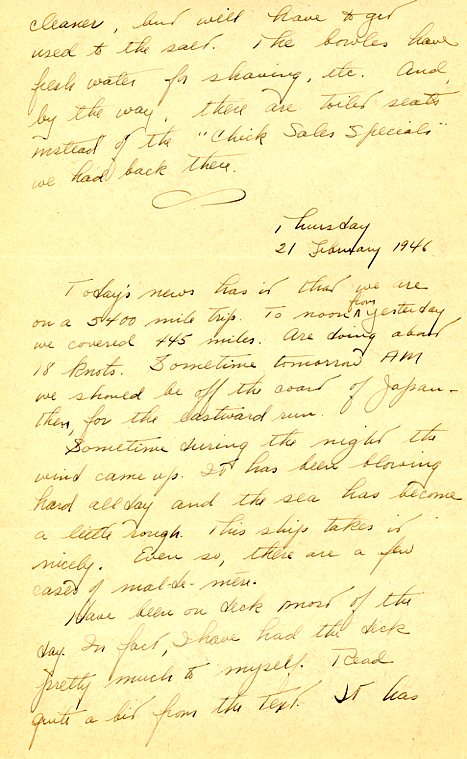 cleaner, and will have to get
used to the salt. The bowles have
fresh water for shaving, etc. And,
by the way, there are toilet seats
instead of the "Chick Sales Specials"
we had back there.
Thursday
21 February 1946
Today's news has it that we are
on a 5400 mile trip. To noon from yesterday
we covered 445 miles. Are doing about
18 knots. Sometime tomorrow AM
we should be off the coast of Japan -
then, for the eastward run.
Sometime during the night the
wind came up. It has been blowing
hard all day and the sea has become
a little rough. This ship takes it
nicely. Even so, there are a few
cases of mal-de-mere.
Have been on deck most of the
day. In fact, I have had the deck
pretty much to myself. Read
quite a bit from the text. It has